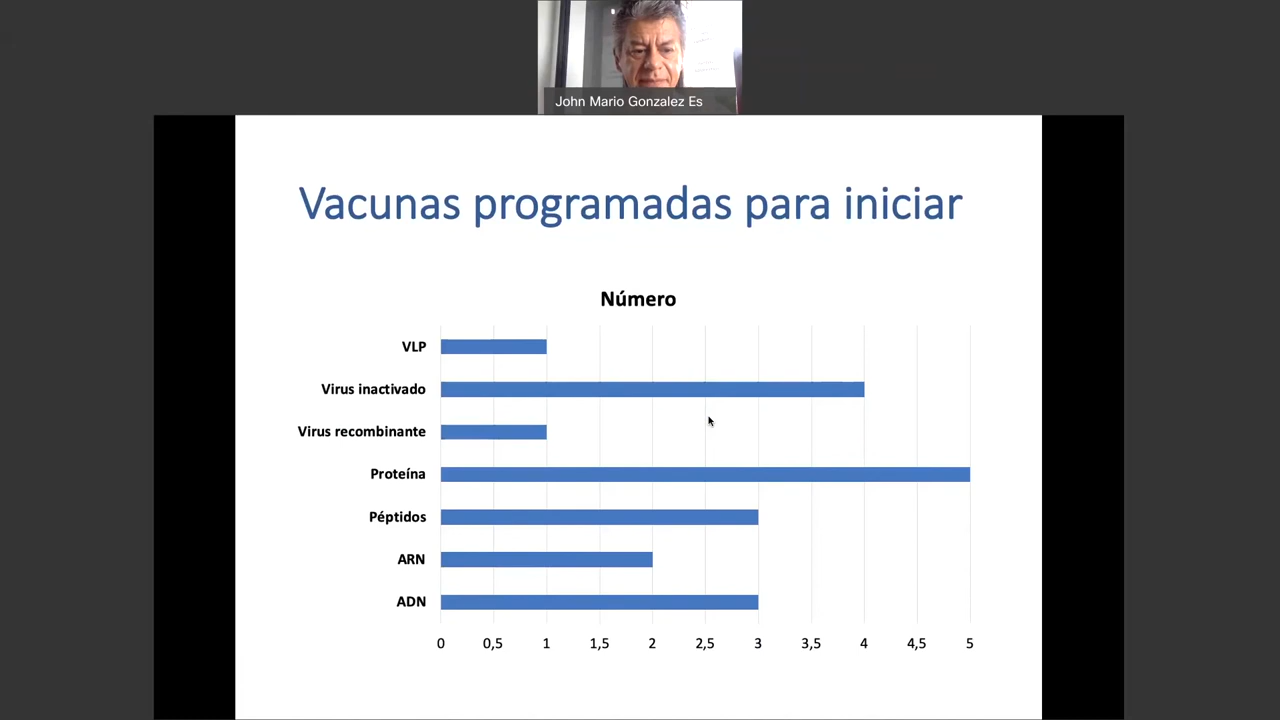 John Mario Gonzalez Es
Vacunas programadas para iniciar
Número
VLP
Virus inactivado
Virus recombinante
Proteína
Péptidos
ARN
ADN
0 0,5 1 1,5 2 2,5 3 3,5 4 4,5 5